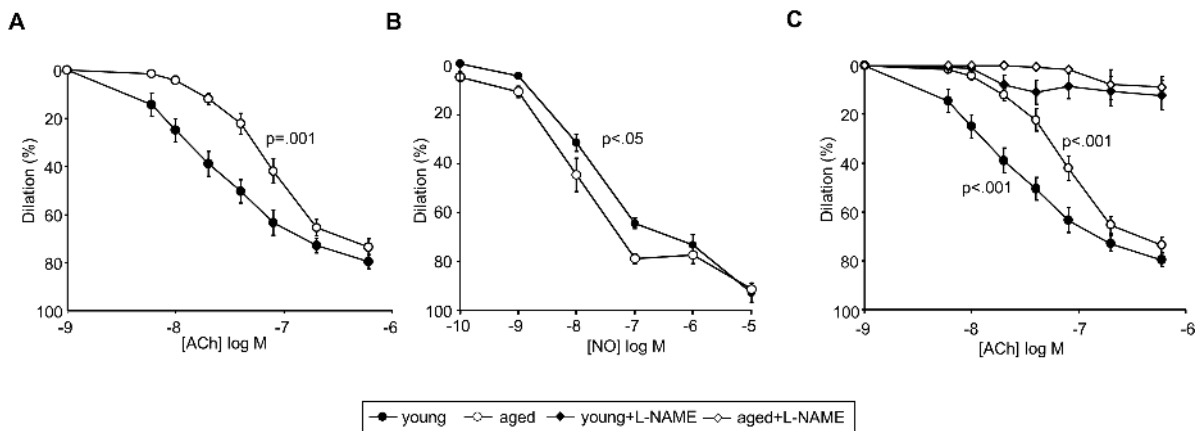 A
B
C
0
20
40
60
80
100
Dilation (%)
p=.001
-9
-8
-7
-6
[ACh] log M
0
20
40
60
80
100
Dilation (%)
p<.05
-10
-9
-8
-7
-6
-5
[NO] log M
0
20
40
60
80
100
Dilation (%)
p<.001
p<.001
-9
-8
-7
-6
[ACh] log M
young
aged
young+L-NAME
aged+L-NAME